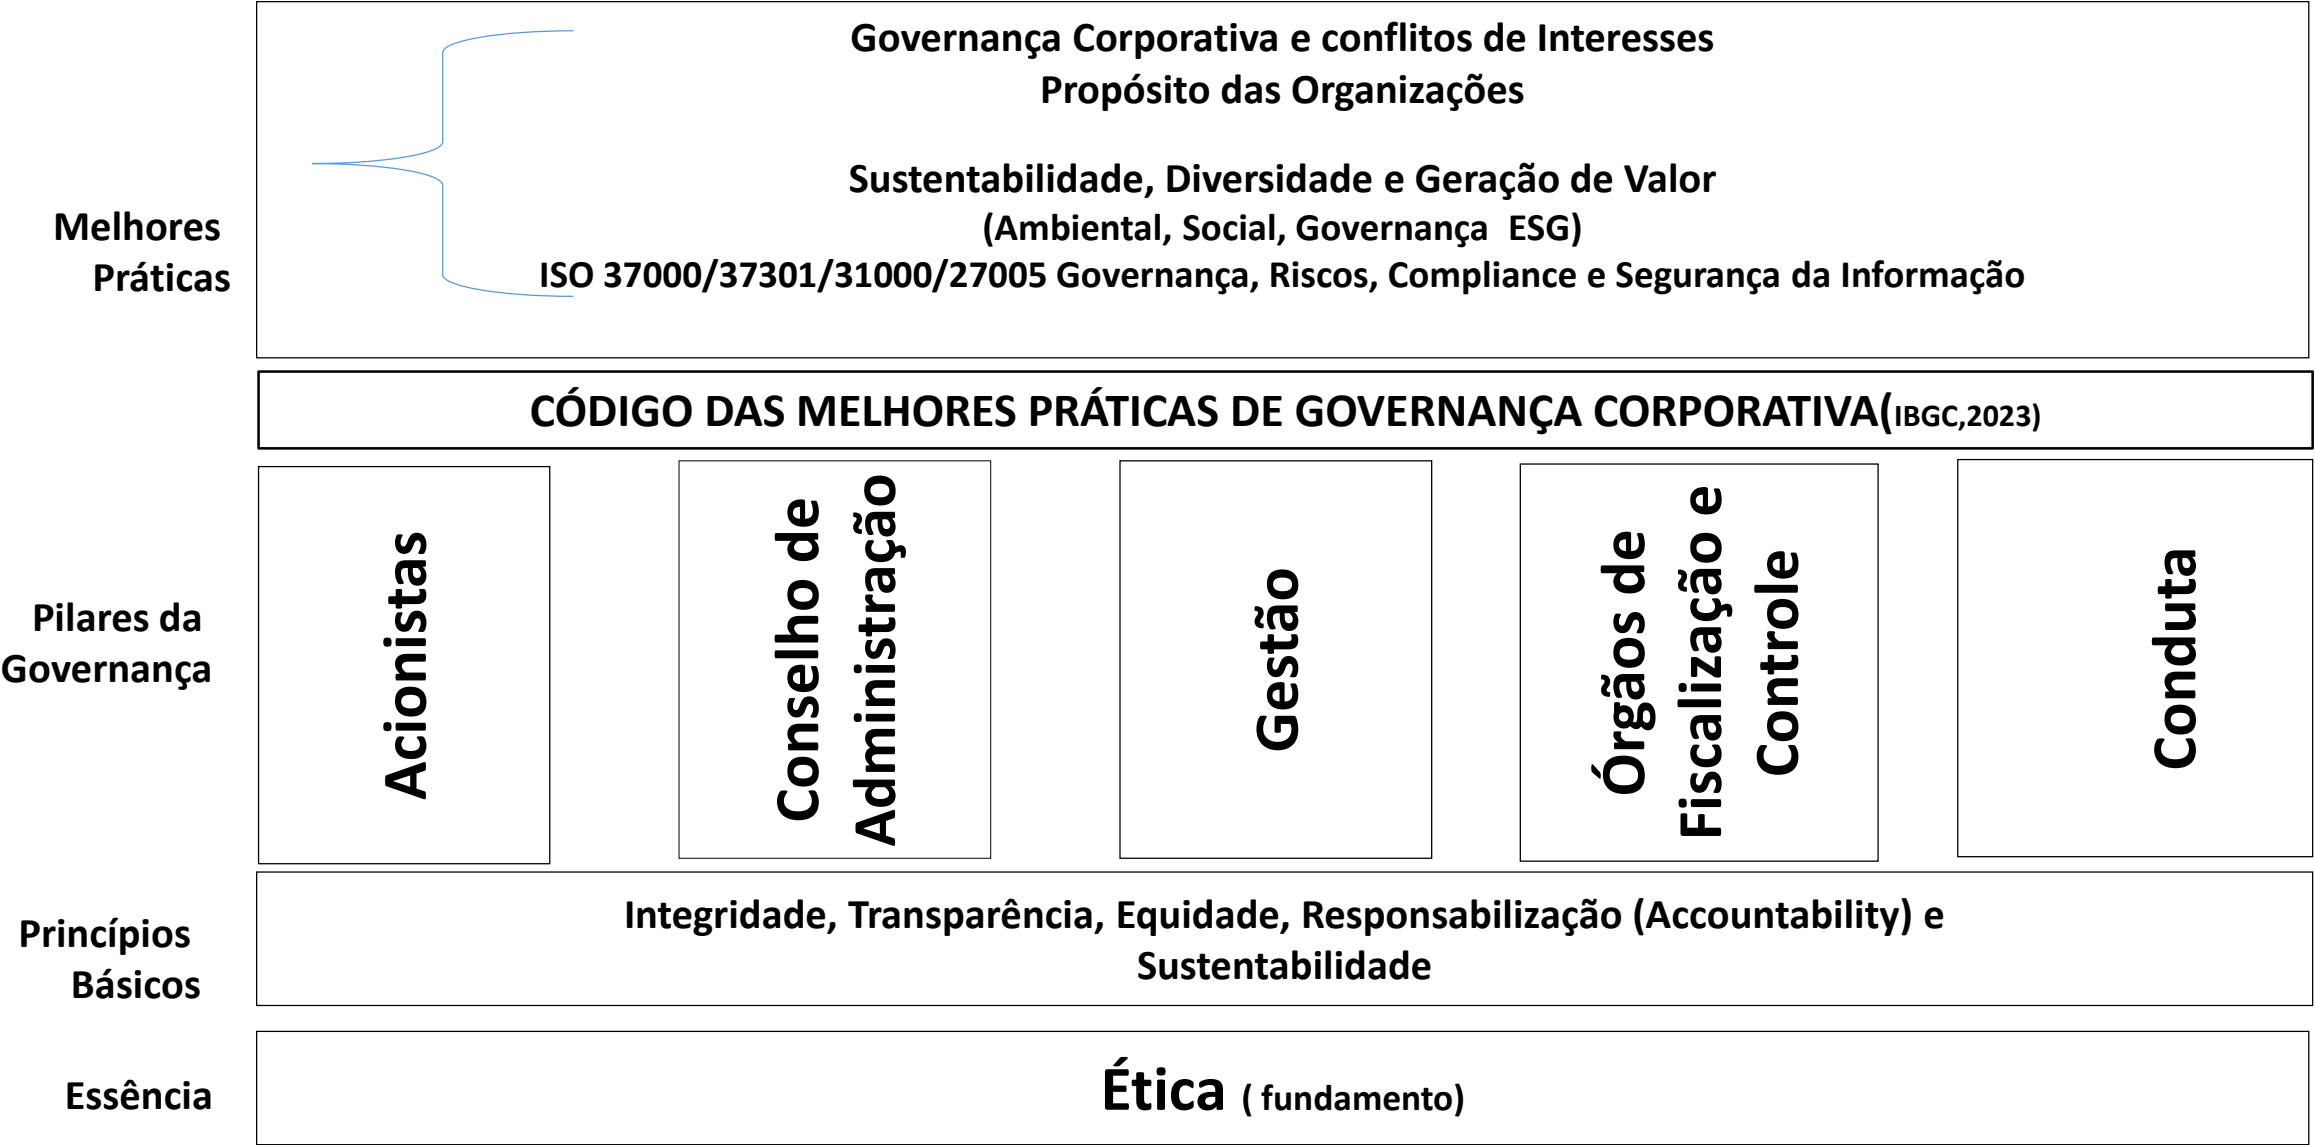 Governança Corporativa e conflitos de Interesses
Propósito das Organizações
Sustentabilidade, Diversidade e Geração de Valor
(Ambiental, Social, Governança ESG)
ISO 37000/37301/31000/27005 Governança, Riscos, Compliance e Segurança da Informação
Melhores
Práticas
CÓDIGO DAS MELHORES PRÁTICAS DE GOVERNANÇA CORPORATIVA(IBGC,2023)
Pilares da
Governança
Acionistas
Conselho de
Administração
Gestão
Órgãos de
Fiscalização e
Controle
Conduta
Princípios
Básicos
Integridade, Transparência, Equidade, Responsabilização (Accountability) e
Sustentabilidade
Essência
Ética ( fundamento)